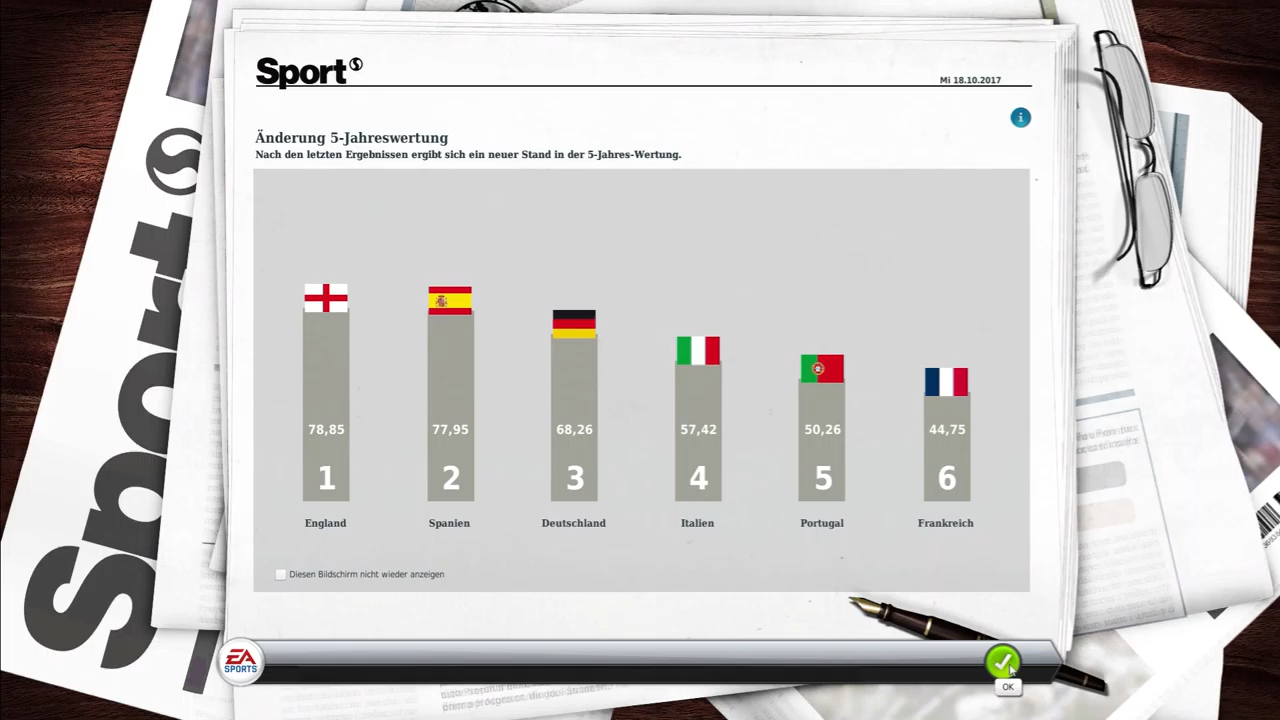 Sport
Mi 18.10.2017
Änderung 5-Jahreswertung
Nach den letzten Ergebnissen ergibt sich ein neuer Stand in der 5-Jahres-Wertung.
78,85 77,95 68,26 57,42 50,26 44,75
1 2 3 4 5 6
England Spanien Deutschland Italien Portugal Frankreich
Diesen Bildschirm nicht wieder anzeigen
EA
SPORTS
OK
Sport